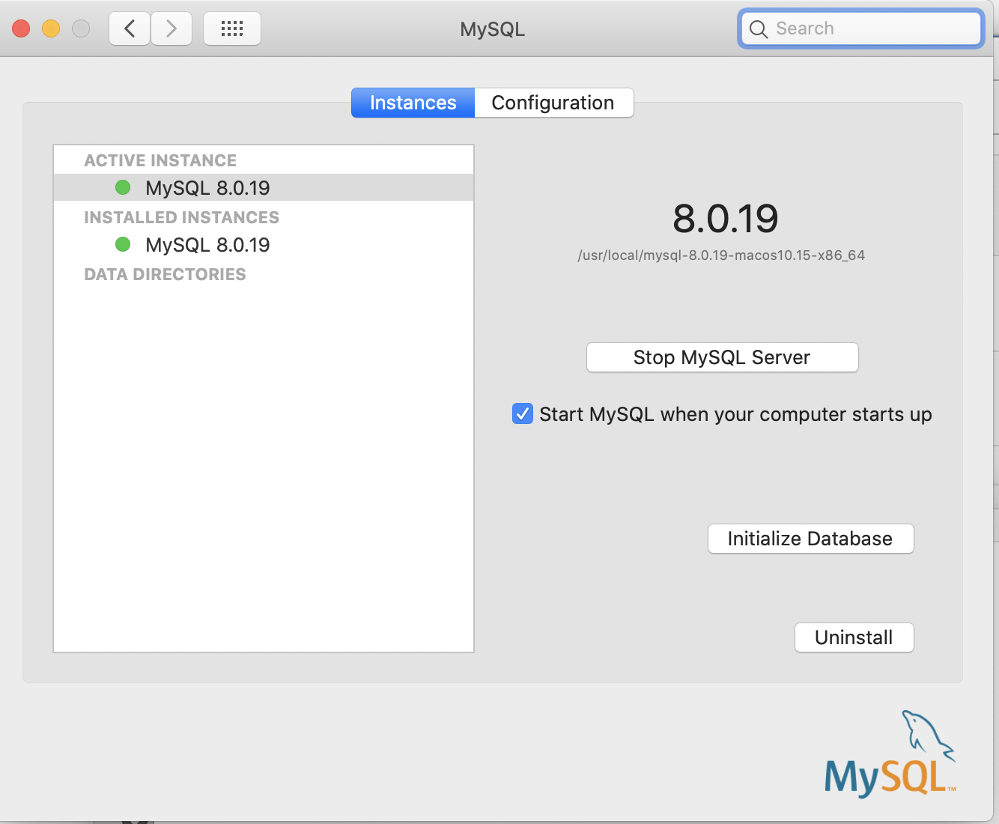 MySQL
Search
Instances
Configuration
ACTIVE INSTANCE
MySQL 8.0.19
INSTALLED INSTANCES
MySQL 8.0.19
DATA DIRECTORIES
8.0.19
/usr/local/mysql-8.0.19-macos10.15-x86_64
Stop MySQL Server
Start MySQL when your computer starts up
Initialize Database
Uninstall
MySQL™